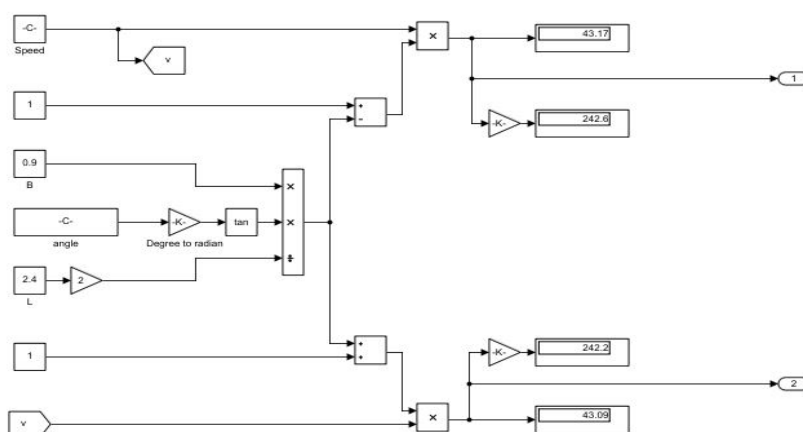 -C-
43.17
Speed
v
1
1
+
-
242.6
-K-
0.9
B
×
-C-
-K-
tan
×
angle
Degree to radian
2.4
2
÷
L
+
+
1
-K-
242.2
2
v
×
43.09
×